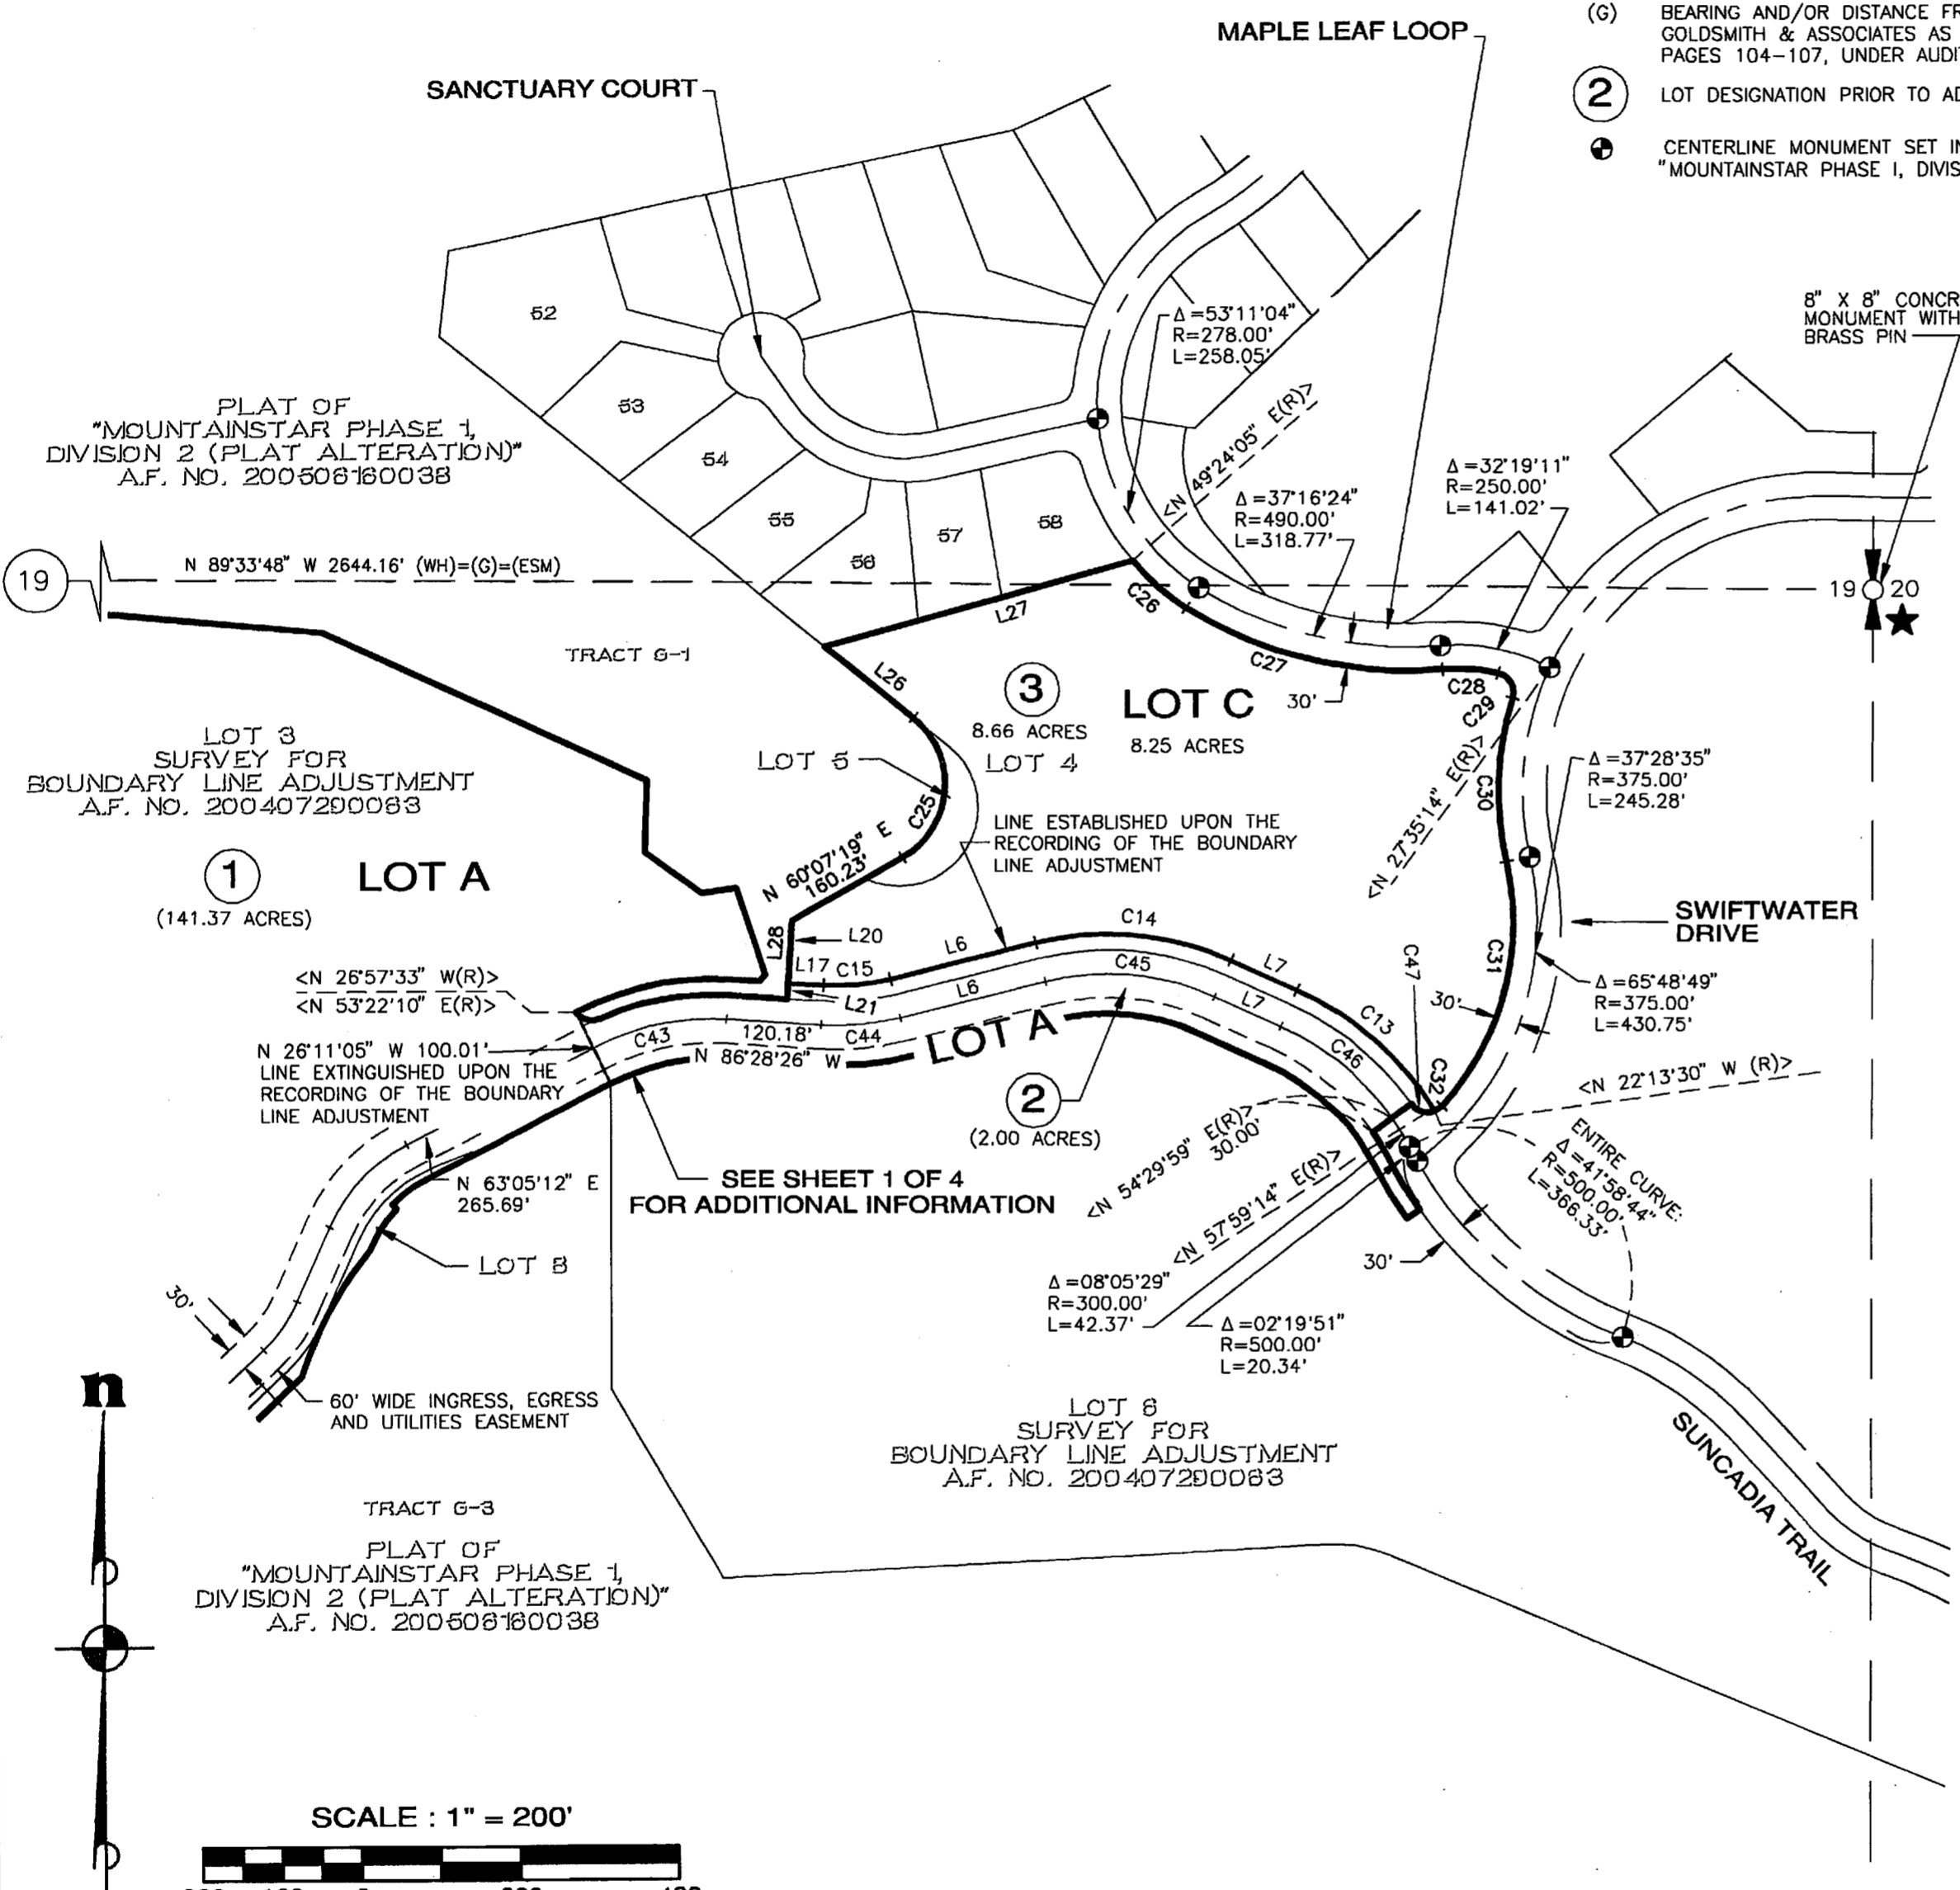 (G) BEARING AND/OR DISTANCE
GOLDSMITH & ASSOCIATES AS
PAGES 104-107, UNDER
2 LOT DESIGNATION PRIOR TO
CENTERLINE MONUMENT SET
"MOUNTAINSTAR PHASE I,
MAPLE LEAF LOOP
SANCTUARY COURT
8" X 8"
MONUMENT WITH
BRASS PIN
52
53
54
55
56
57
58
Δ=53°11'04"
R=278.00'
L=258.05'
<N 49°24'05" E(R)>
Δ=37°16'24"
R=490.00'
L=318.77'
Δ=32°19'11"
R=250.00'
L=141.02'
PLAT OF
"MOUNTAINSTAR PHASE 1,
DIVISION 2 (PLAT ALTERATION)"
A.F. NO. 200508160038
19
N 89°33'48" W 2644.16' (WH)=(G)=(ESM)
19 20
TRACT G-1
L27
C26
C27
30'
C28
C29
L26
3
8.66 ACRES
LOT 4
LOT C
8.25 ACRES
LOT 5
C25
LOT 3
SURVEY FOR
BOUNDARY LINE ADJUSTMENT
A.F. NO. 200407290063
1
(141.37 ACRES)
LOT A
N 60°07'19" E
160.23'
LINE ESTABLISHED UPON THE
RECORDING OF THE BOUNDARY
LINE ADJUSTMENT
<N 27°35'14" E(R)>
C30
Δ=37°28'35"
R=375.00'
L=245.28'
SWIFTWATER
DRIVE
C31
Δ=65°48'49"
R=375.00'
L=430.75'
30'
L28
L20
L17 C15
L21
L6
C14
L7
C13
C47
C32
<N 26°57'33" W(R)>
<N 53°22'10" E(R)>
N 26°11'05" W 100.01'
LINE EXTINGUISHED UPON THE
RECORDING OF THE BOUNDARY
LINE ADJUSTMENT
C43
120.18'
C44
N 86°28'26" W
L6
C45
L7
C46
LOT A
2
(2.00 ACRES)
<N 22°13'30" W (R)>
<N 54°29'59" E(R)>
30.00'
<N 57°59'14" E(R)>
ENTIRE CURVE:
Δ=41°58'44"
R=500.00'
L=366.33'
30'
SEE SHEET 1 OF 4
FOR ADDITIONAL INFORMATION
N 63°05'12" E
265.69'
LOT 8
30'
60' WIDE INGRESS, EGRESS
AND UTILITIES EASEMENT
Δ=08°05'29"
R=300.00'
L=42.37'
Δ=02°19'51"
R=500.00'
L=20.34'
LOT 6
SURVEY FOR
BOUNDARY LINE ADJUSTMENT
A.F. NO. 200407290063
SUNCADIA TRAIL
n
TRACT G-3
PLAT OF
"MOUNTAINSTAR PHASE 1,
DIVISION 2 (PLAT ALTERATION)"
A.F. NO. 200508160038
SCALE : 1" = 200'